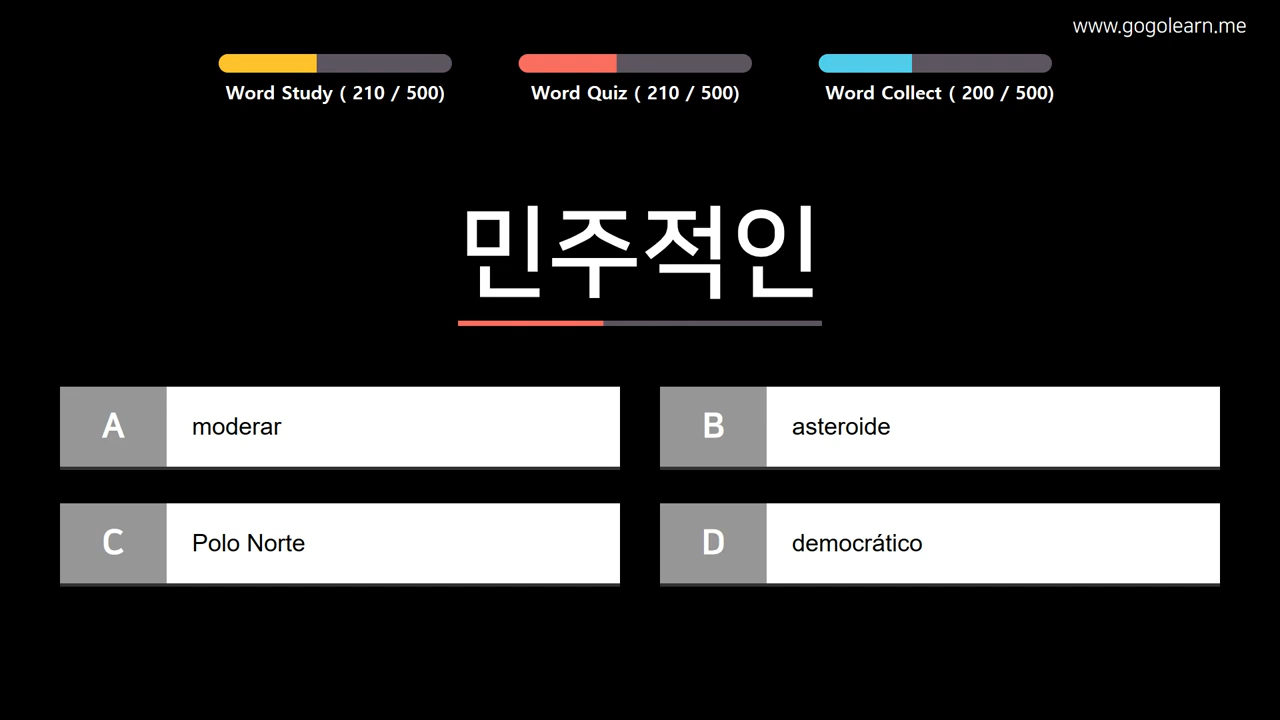 www.gogolearn.me
Word Study ( 210 / 500)
Word Quiz ( 210 / 500)
Word Collect ( 200 / 500)
민주적인
A moderar
B asteroide
C Polo Norte
D democrático